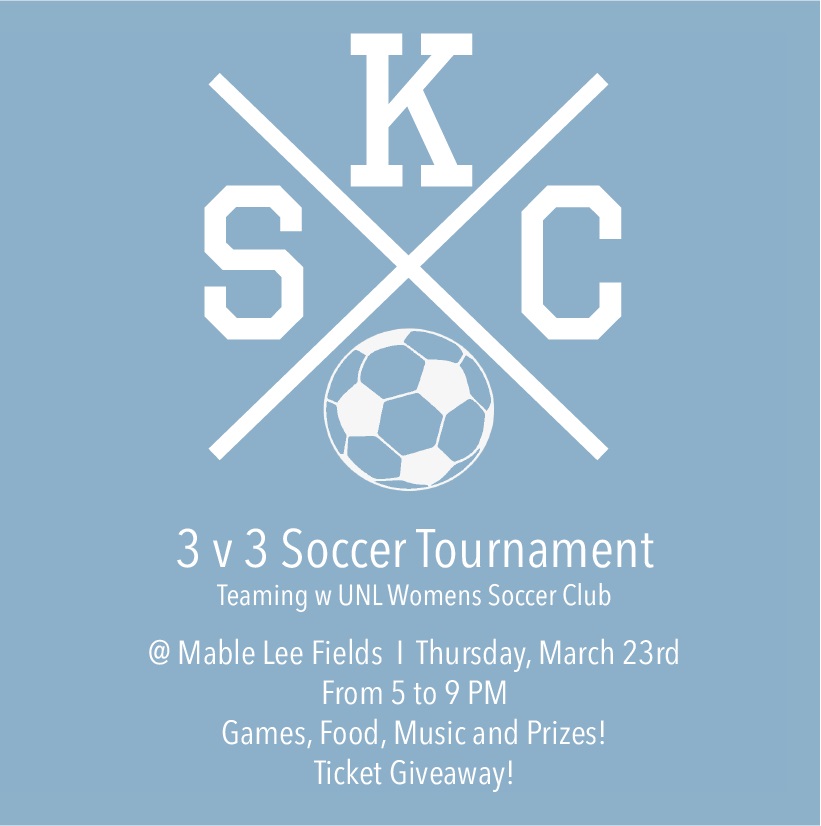 K
S C
3 v 3 Soccer Tournament
Teaming w UNL Womens Soccer Club
@ Mable Lee Fields I Thursday, March 23rd
From 5 to 9 PM
Games, Food, Music and Prizes!
Ticket Giveaway!